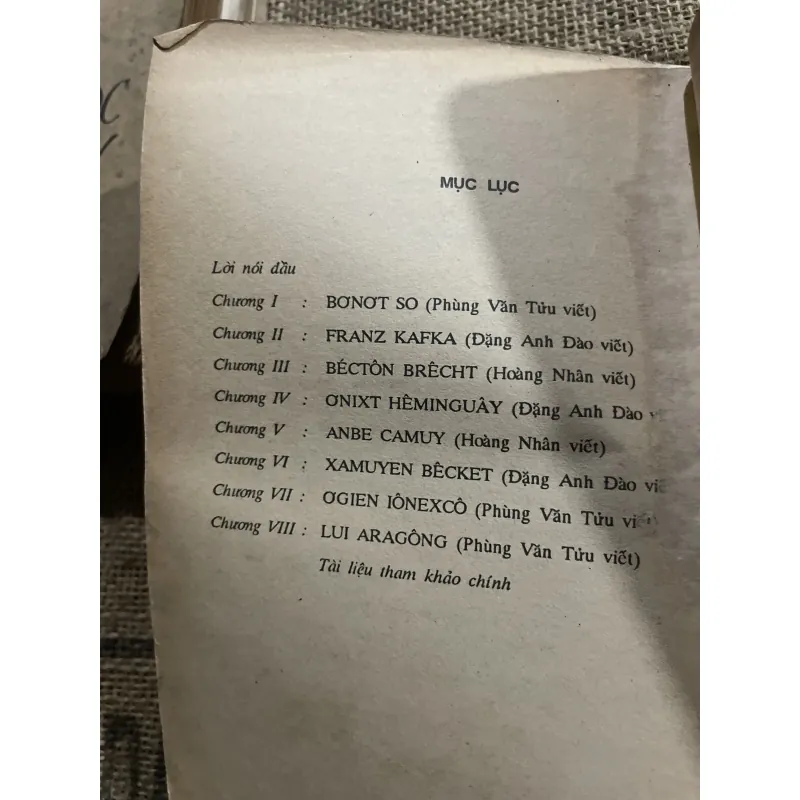 MỤC LỤC
Lời nói đầu
Chương I : BƠNƠT SO (Phùng Văn Tửu viết)
Chương II : FRANZ KAFKA (Đặng Anh Đào viết)
Chương III : BÉCTÔN BRÊCHT (Hoàng Nhân viết)
Chương IV : ƠNIXT HÊMINGUÂY (Đặng Anh Đào
Chương V : ANBE CAMUY (Hoàng Nhân viết)
Chương VI : XAMUYEN BÊCKET (Đặng Anh Đào
Chương VII : ƠGIEN IÔNEXCÔ (Phùng Văn Tửu viết)
Chương VIII : LUI ARAGÔNG (Phùng Văn Tửu viết)
Tài liệu tham khảo chính